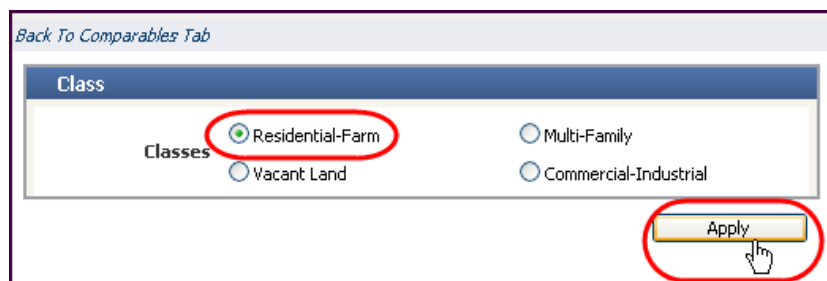 Back To Comparables Tab
Class
Classes
Residential-Farm
Multi-Family
Vacant Land
Commercial-Industrial
Apply